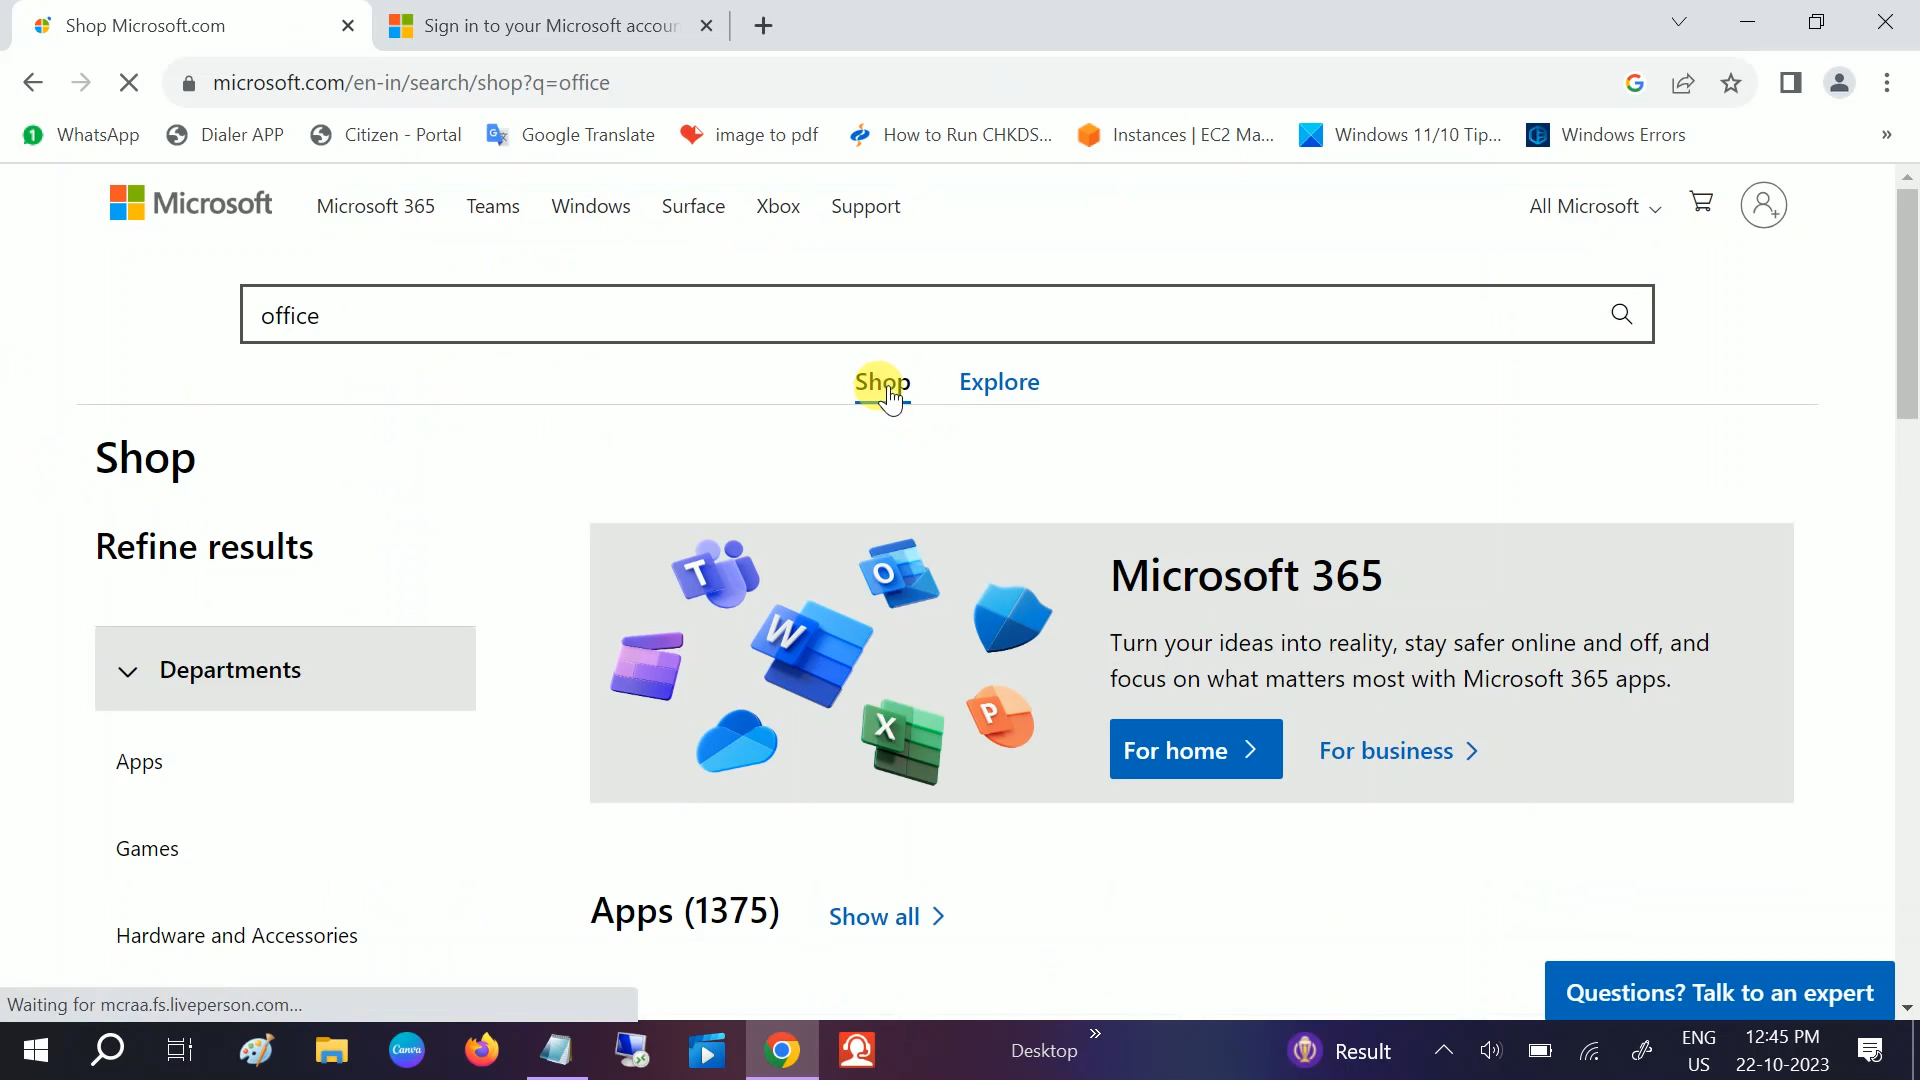 Shop Microsoft.com
Sign in to your Microsoft accou
microsoft.com/en-in/search/shop?q=office
WhatsApp Dialer APP Citizen - Portal Google Translate image to pdf How to Run CHKDS... Instances | EC2 Ma... Windows 11/10 Tip... Windows Errors »
Microsoft Microsoft 365 Teams Windows Surface Xbox Support All Microsoft
office
Shop Explore
Shop
Refine results
Departments
Apps
Games
Hardware and Accessories
Microsoft 365
Turn your ideas into reality, stay safer online and off, and
focus on what matters most with Microsoft 365 apps.
For home For business
Apps (1375) Show all
Questions? Talk to an expert
Waiting for mcraa.fs.liveperson.com...
Canva
Desktop »
Result
ENG
US
12:45 PM
22-10-2023